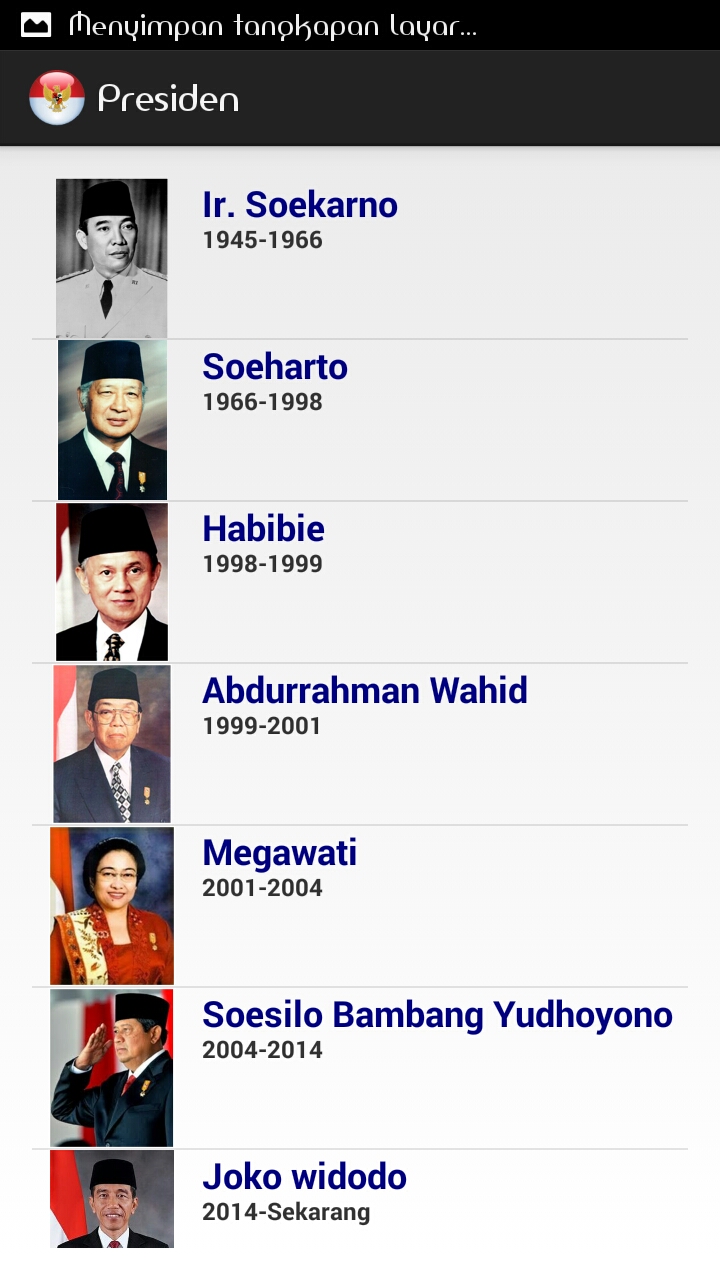 Menyimpan tangkapan layar...
Presiden
Ir. Soekarno
1945-1966
Soeharto
1966-1998
Habibie
1998-1999
Abdurrahman Wahid
1999-2001
Megawati
2001-2004
Soesilo Bambang Yudhoyono
2004-2014
Joko widodo
2014-Sekarang